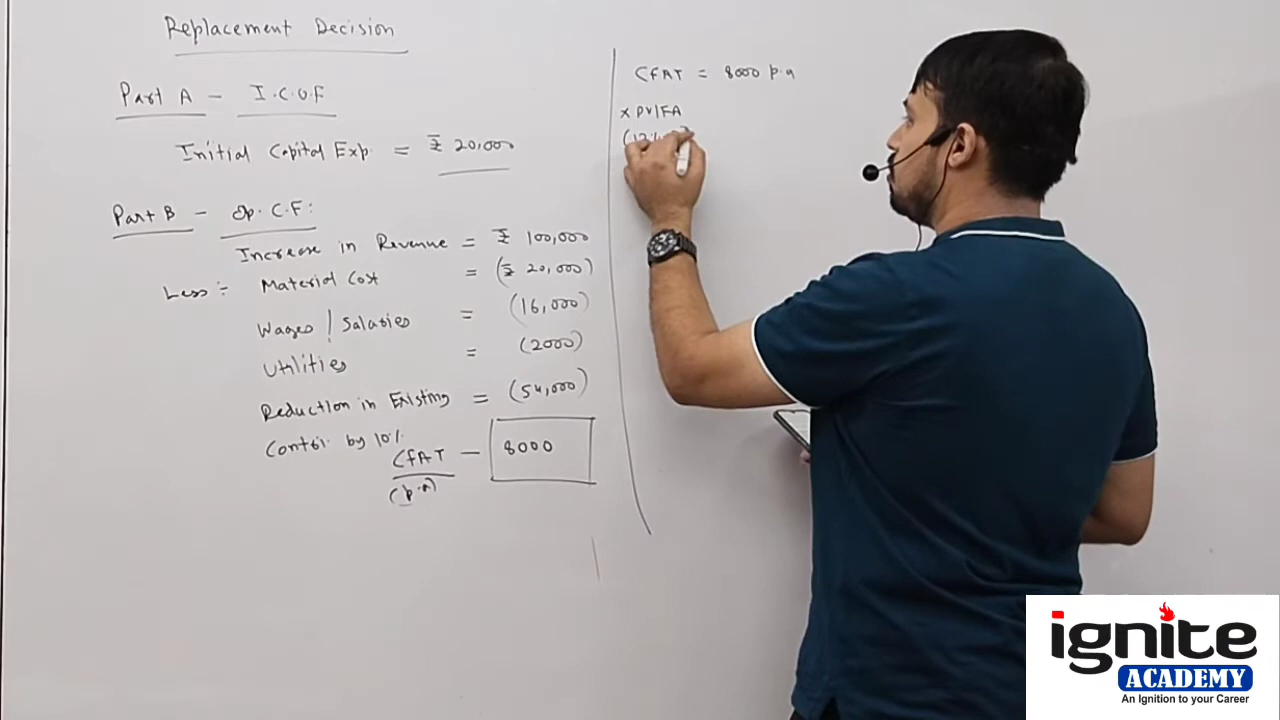 Replacement Decision
Part A - I.C.O.F
Initial Capital Exp. = ₹ 20,000
Part B - Op. C.F:
Increase in Revenue = ₹ 100,000
Less:- Material Cost = (₹ 20,000)
Wages / Salaries = (16,000)
Utilities = (2000)
Reduction in Existing = (54,000)
Contbi. by 10%
CFAT - 8000
(p.a)
CFAT = 8000 p.a
x PVIFA
(12%
ignite
ACADEMY
An Ignition to your Career